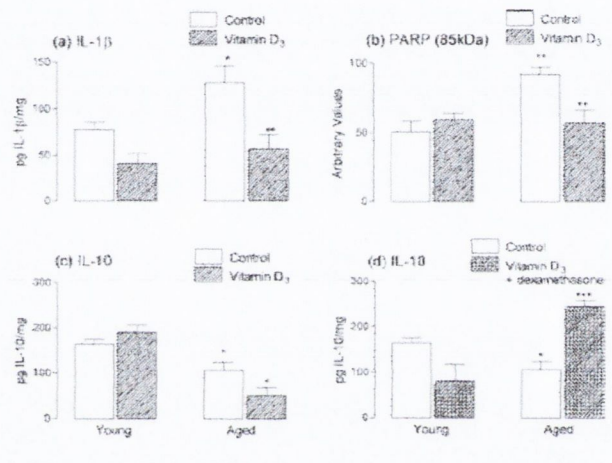 (a) IL-1β
Control
Vitamin D3
pg IL-1β/mg
150
100
50
0
*
**
(b) PARP (85kDa)
Control
Vitamin D3
Arbitrary Values
100
50
0
**
**
(c) IL-10
Control
Vitamin D3
pg IL-10/mg
300
200
100
0
*
*
Young
Aged
(d) IL-10
Control
Vitamin D3
+ dexamethasone
pg IL-10/mg
300
200
100
0
*
***
Young
Aged